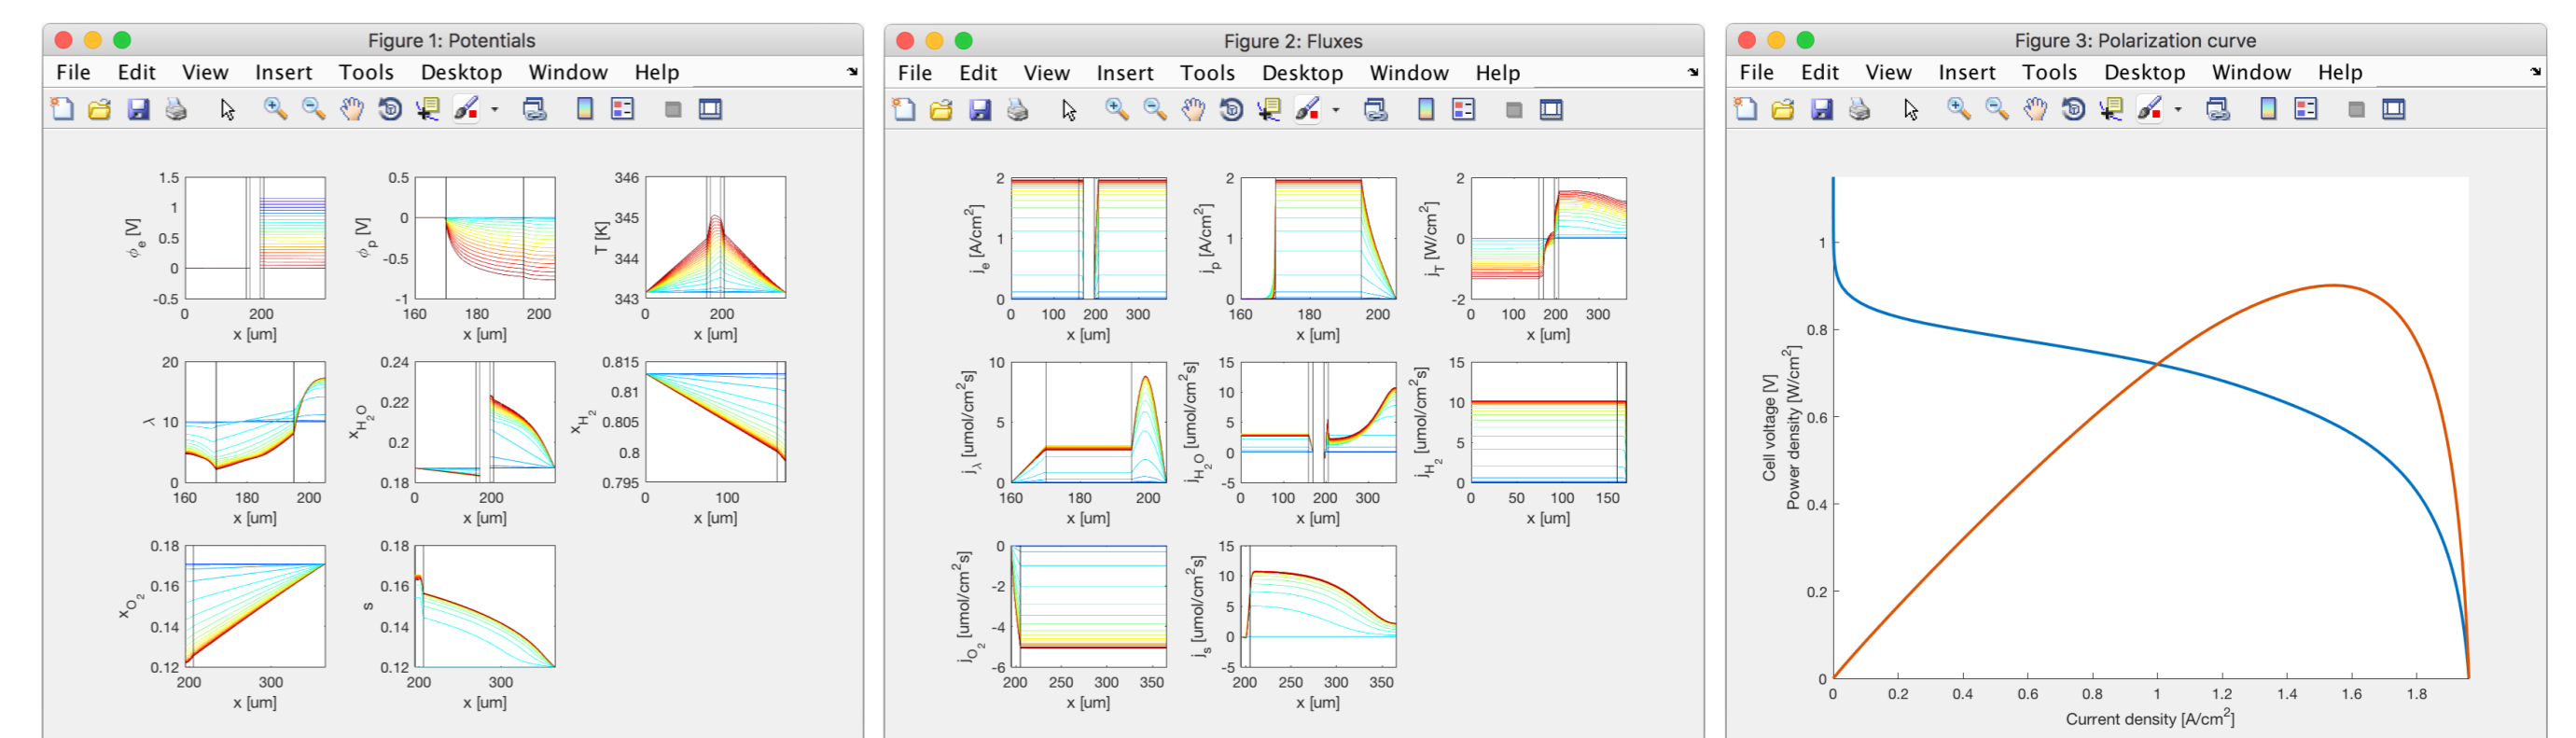 Figure 1: Potentials
File Edit View Insert Tools Desktop Window Help
1.5
1
0.5
0
-0.5
ϕe [V]
0 200
x [um]
0.5
0
-0.5
-1
ϕp [V]
160 180 200
x [um]
346
345
344
343
T [K]
0 200
x [um]
20
10
0
λ
160 180 200
x [um]
0.24
0.22
0.2
0.18
xH2O
0 200
x [um]
0.815
0.81
0.805
0.8
0.795
xH2
0 100
x [um]
0.18
0.16
0.14
0.12
xO2
200 300
x [um]
0.18
0.16
0.14
0.12
s
200 300
x [um]
Figure 2: Fluxes
File Edit View Insert Tools Desktop Window Help
2
1
0
je [A/cm2]
0 100 200 300
x [um]
2
1
0
jp [A/cm2]
160 180 200
x [um]
2
0
-2
jT [W/cm2]
0 100 200 300
x [um]
10
5
0
jλ [umol/cm2s]
160 180 200
x [um]
15
10
5
0
-5
jH2O [umol/cm2s]
0 100 200 300
x [um]
15
10
5
0
jH2 [umol/cm2s]
0 50 100 150
x [um]
0
-2
-4
-6
jO2 [umol/cm2s]
200 250 300 350
x [um]
15
10
5
0
-5
js [umol/cm2s]
200 250 300 350
x [um]
Figure 3: Polarization curve
File Edit View Insert Tools Desktop Window Help
1
0.8
0.6
0.4
0.2
0
Cell voltage [V]
Power density [W/cm2]
0 0.2 0.4 0.6 0.8 1 1.2 1.4 1.6 1.8
Current density [A/cm2]